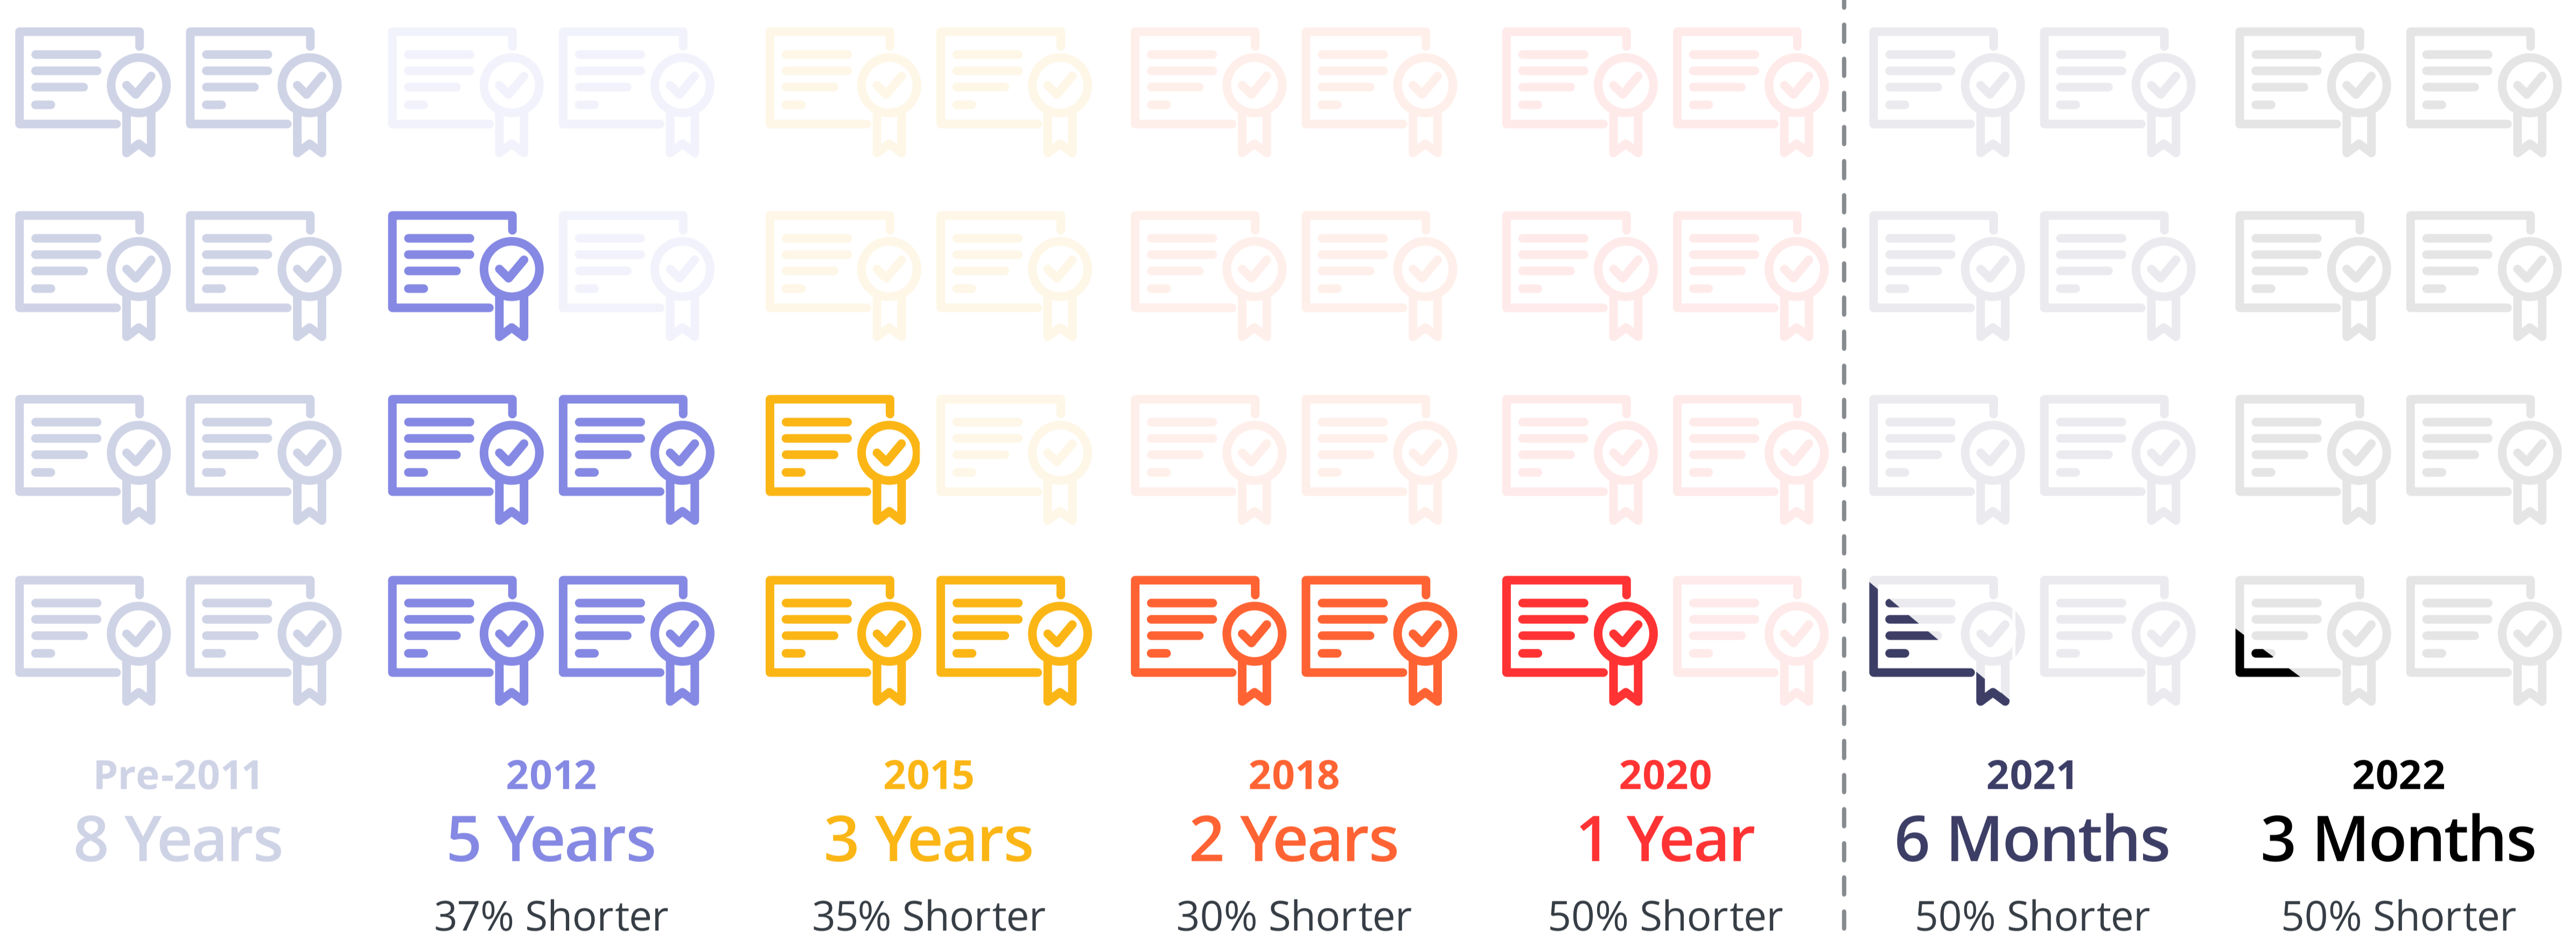 Pre-2011
8 Years
2012
5 Years
37% Shorter
2015
3 Years
35% Shorter
2018
2 Years
30% Shorter
2020
1 Year
50% Shorter
2021
6 Months
50% Shorter
2022
3 Months
50% Shorter